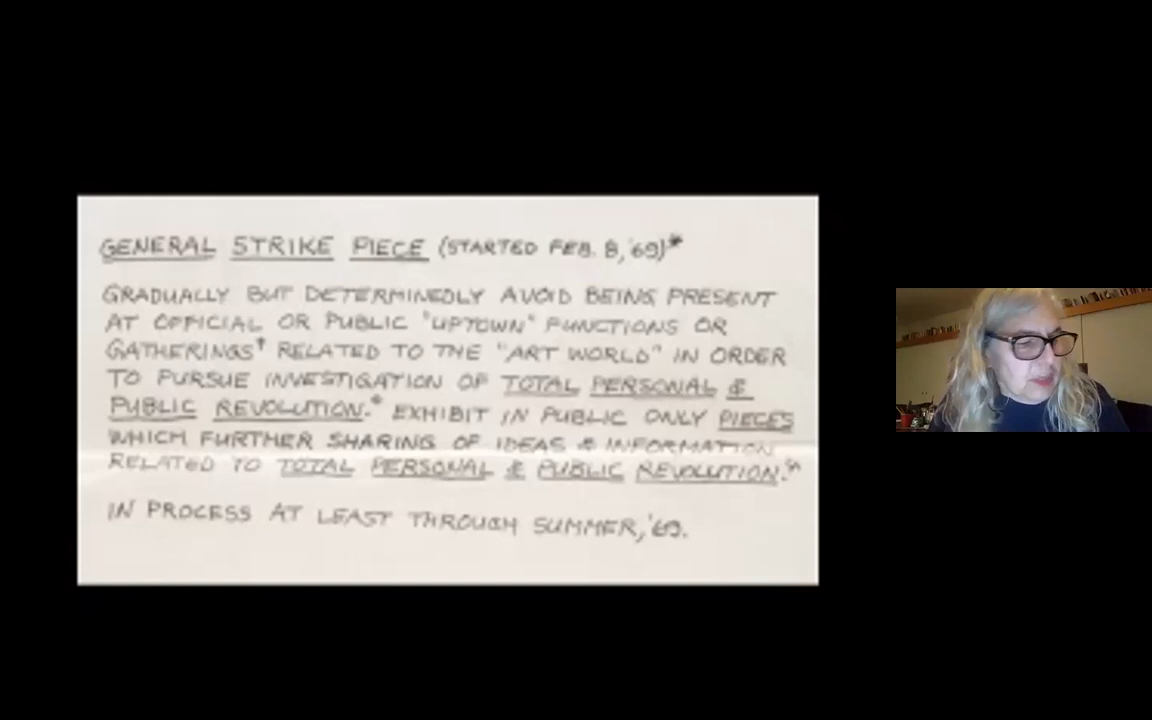 GENERAL STRIKE PIECE (STARTED FEB. 8, '69)*
GRADUALLY BUT DETERMINEDLY AVOID BEING PRESENT
AT OFFICIAL OR PUBLIC "UPTOWN" FUNCTIONS OR
GATHERINGS† RELATED TO THE "ART WORLD" IN ORDER
TO PURSUE INVESTIGATION OF TOTAL PERSONAL &
PUBLIC REVOLUTION.* EXHIBIT IN PUBLIC ONLY PIECES
WHICH FURTHER SHARING OF IDEAS & INFORMATION
RELATED TO TOTAL PERSONAL & PUBLIC REVOLUTION.
IN PROCESS AT LEAST THROUGH SUMMER, '69.